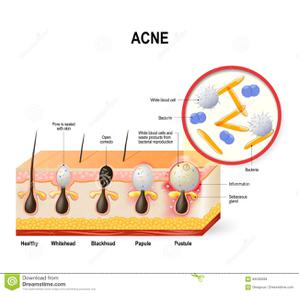 ACNE
White blood cell
Bacteria
Pore is sealed
with skin
Open
comedo
White blood cells and
waste products from
bacterial reproduction
Bacteria
Inflammation
Sebaceous
gland
Healthy
Whitehead
Blackhead
Papule
Pustule
Download from
Dreamstime.com